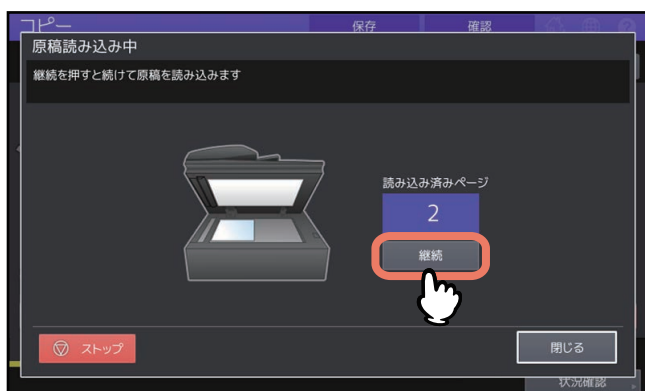 コピー
保存
確認
原稿読み込み中
継続を押すと続けて原稿を読み込みます
読み込み済みページ
2
継続
ストップ
閉じる
状況確認